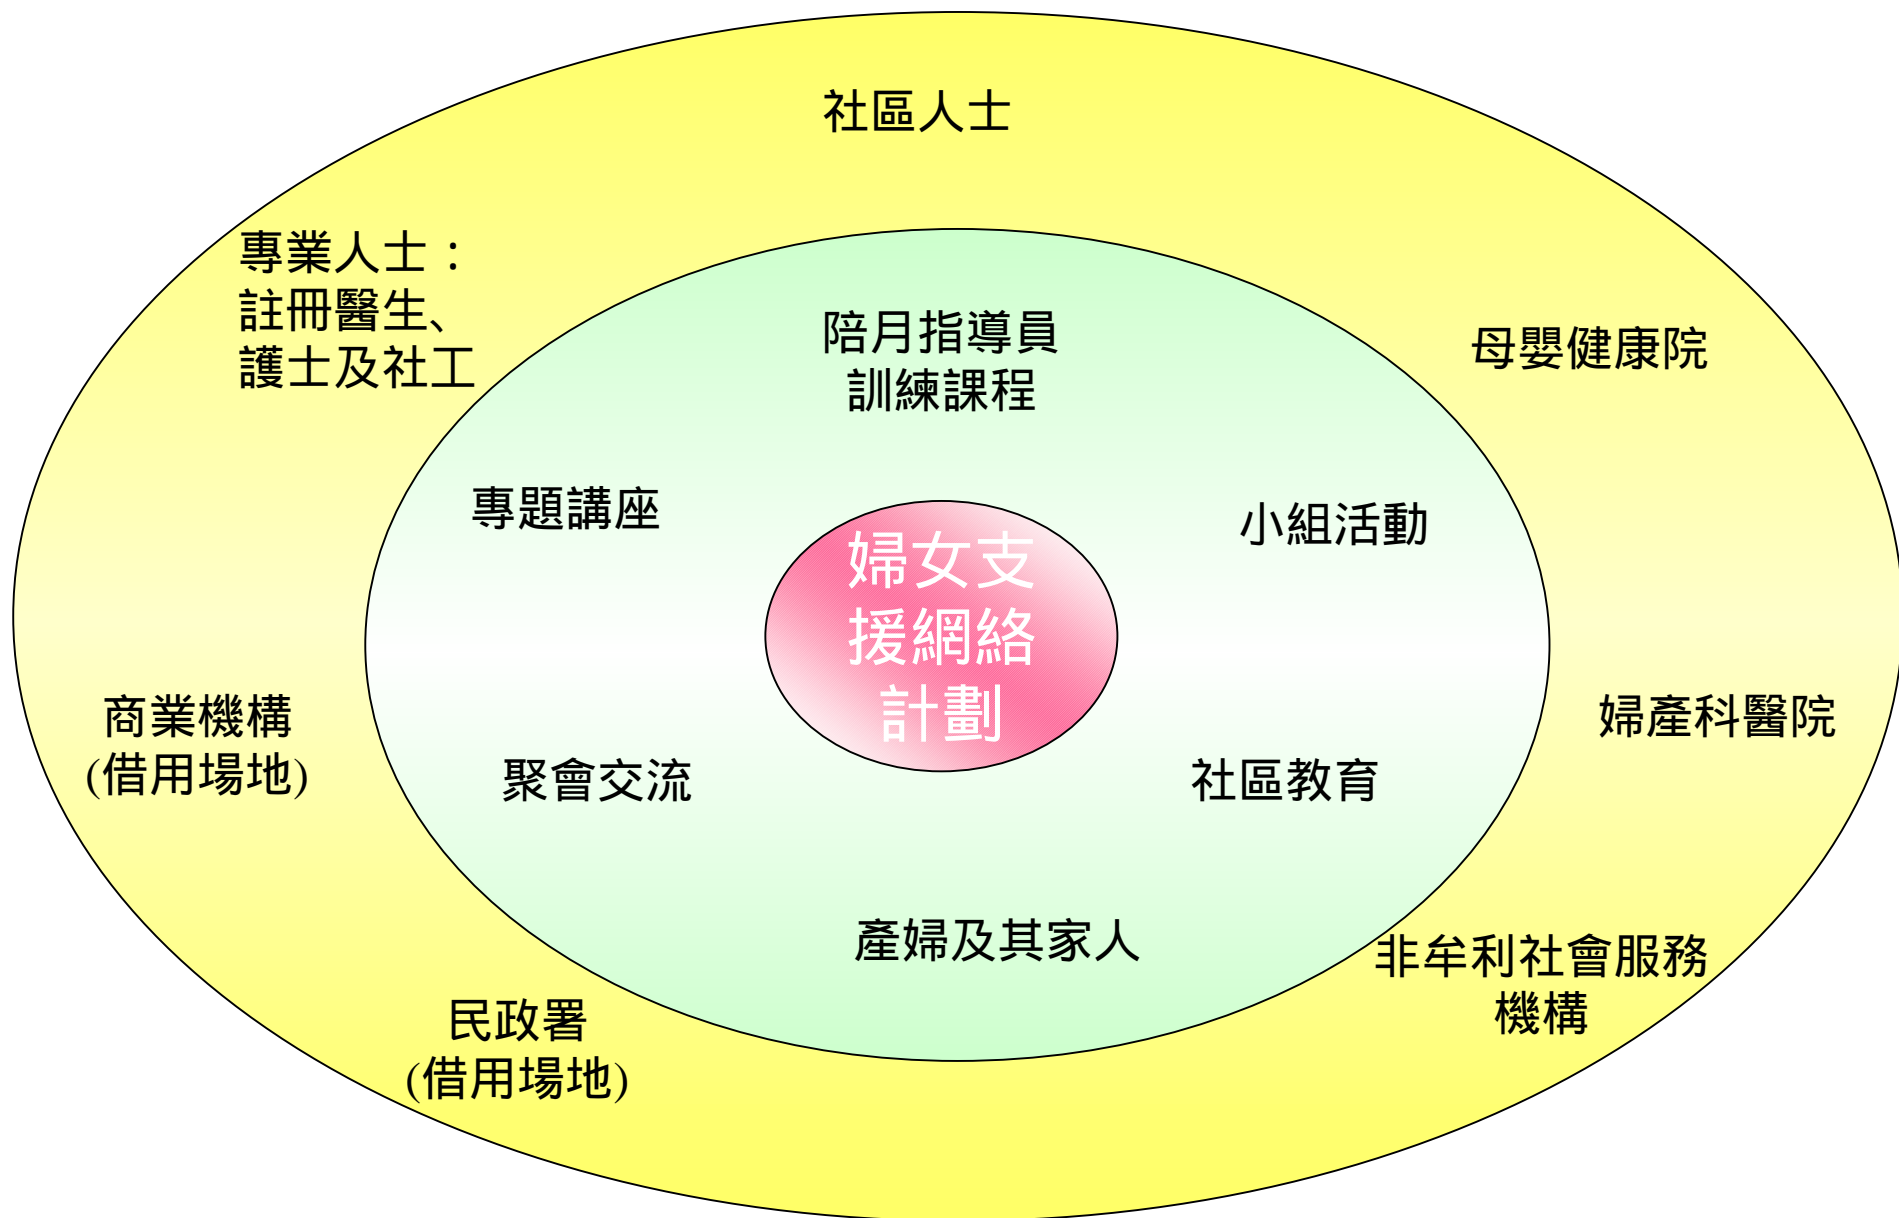 社區人士
專業人士：
註冊醫生、
護士及社工
陪月指導員
訓練課程
母嬰健康院
專題講座
小組活動
婦女支
援網絡
計劃
商業機構
(借用場地)
婦產科醫院
聚會交流
社區教育
產婦及其家人
非牟利社會服務
機構
民政署
(借用場地)